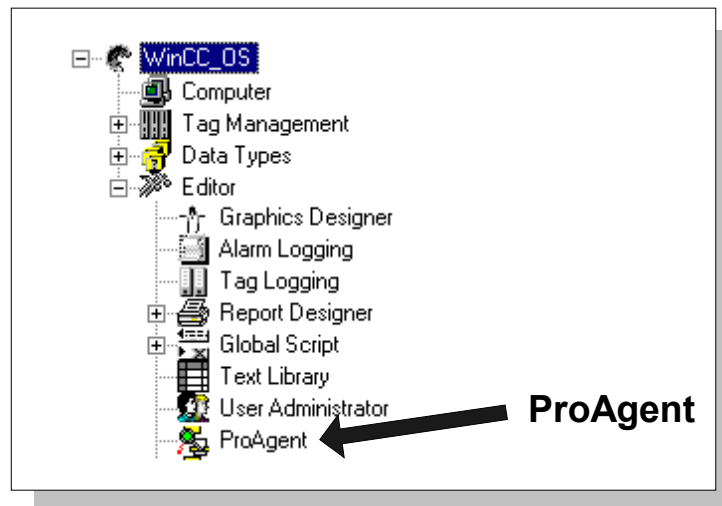 WinCC_OS
Computer
Tag Management
Data Types
Editor
Graphics Designer
Alarm Logging
Tag Logging
Report Designer
Global Script
Text Library
User Administrator
ProAgent
ProAgent